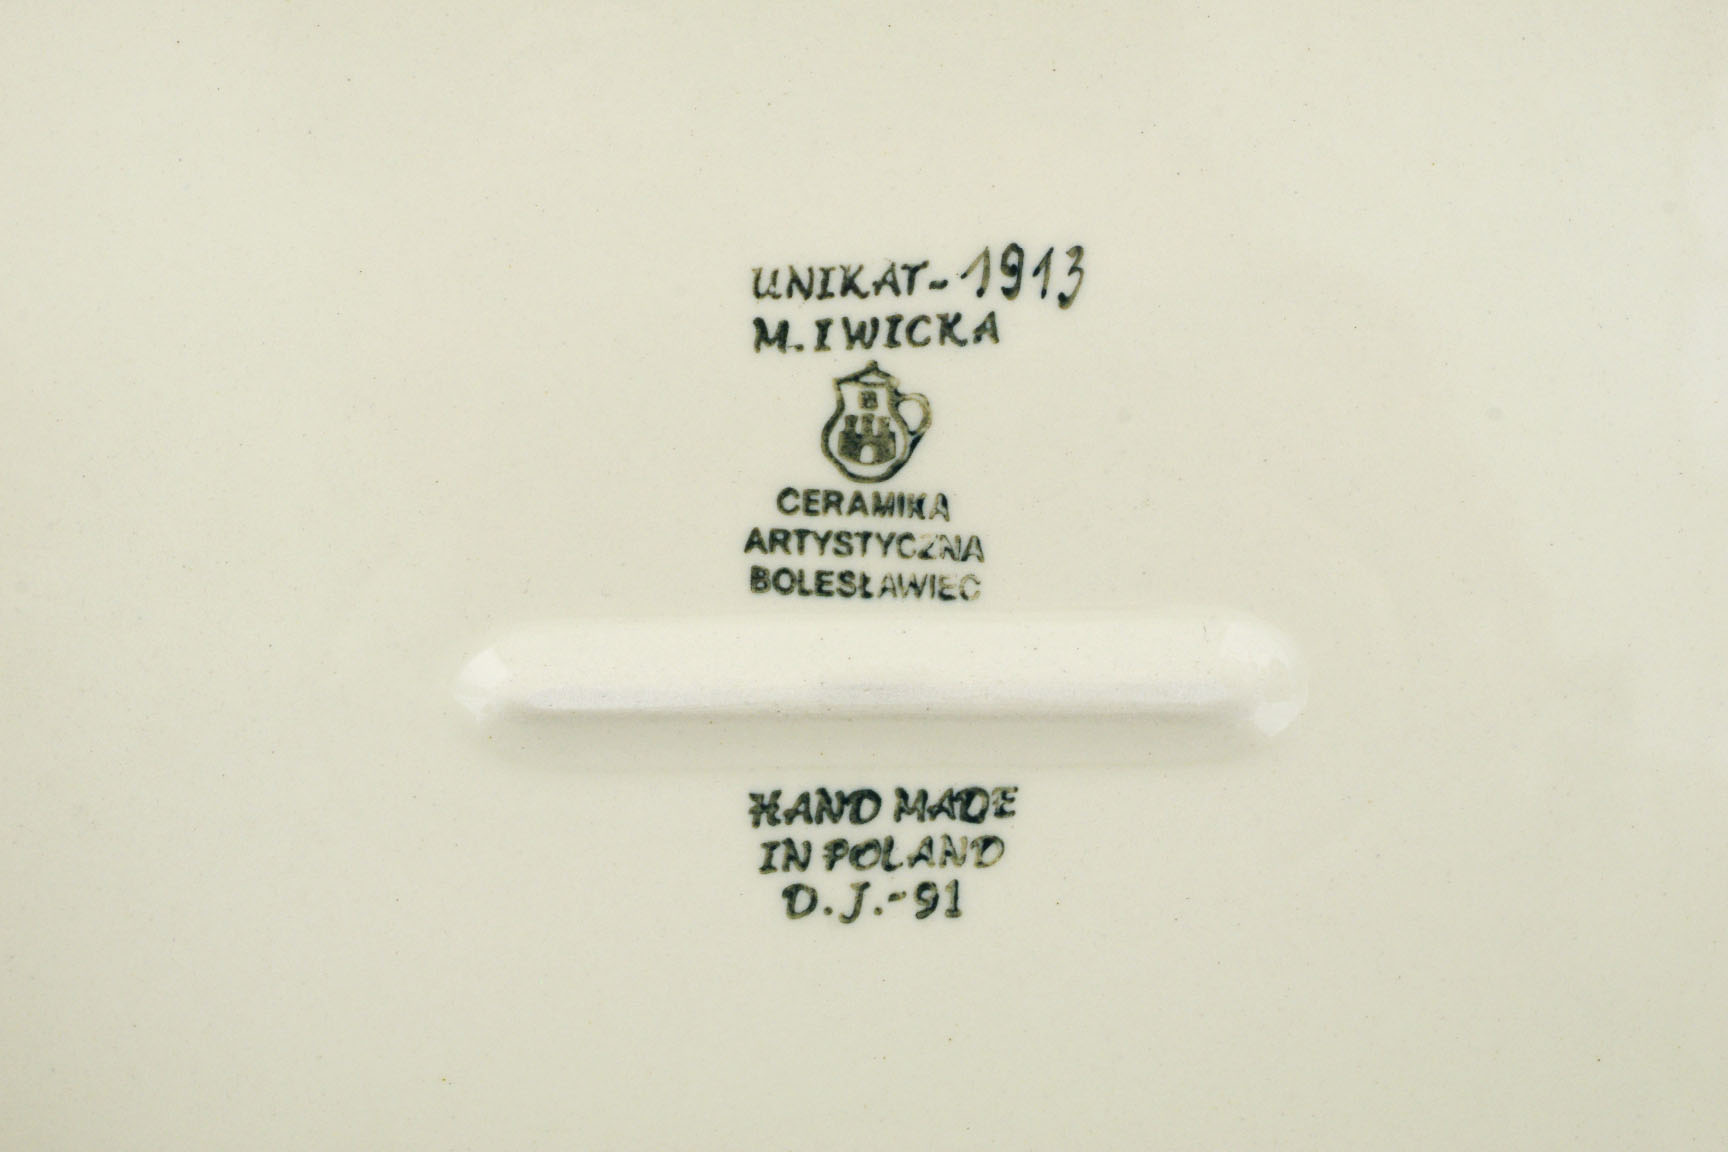 UNIKAT-1913
M.IWICKA
B
CERAMIKA
ARTYSTYCZNA
BOLESŁAWIEC
HAND MADE
IN POLAND
D.J.-91